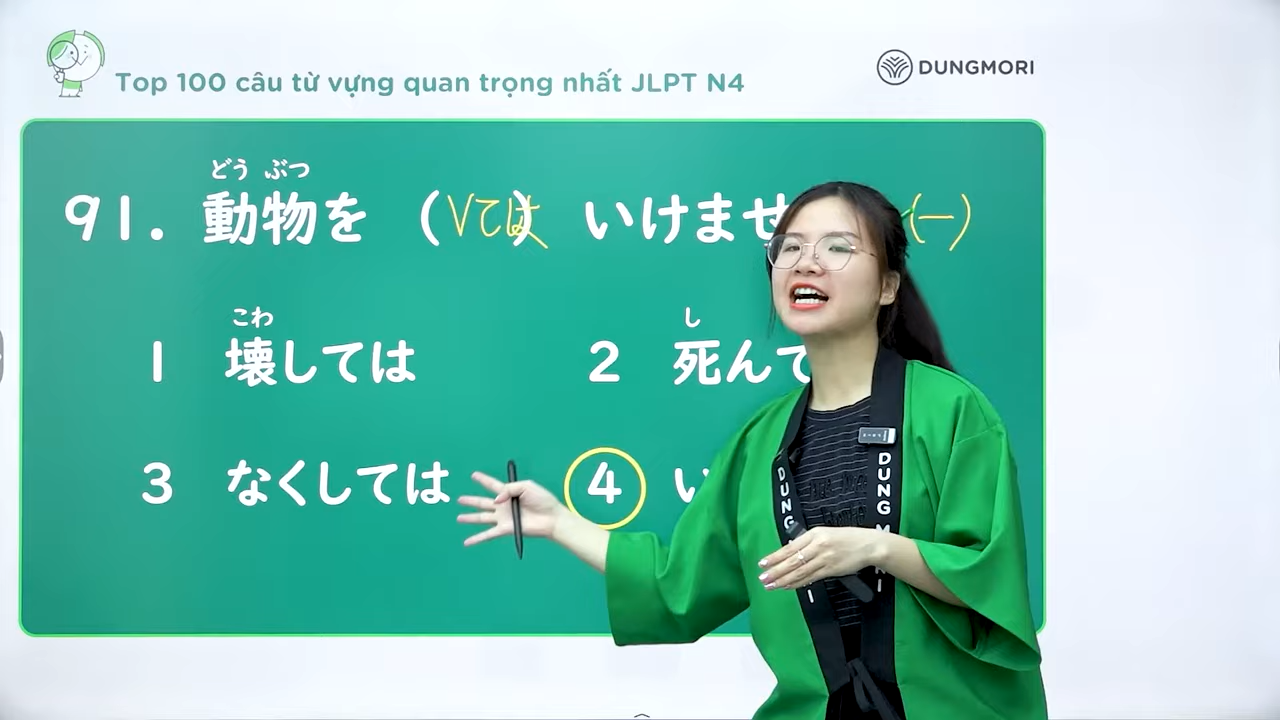 Top 100 câu từ vựng quan trọng nhất JLPT N4
DUNGMORI
どう ぶつ
91. 動物を (Vては) いけませ (一)
こわ
1 壊しては
し
2 死んで
3 なくしては
4 い
DUNG
DUNG M